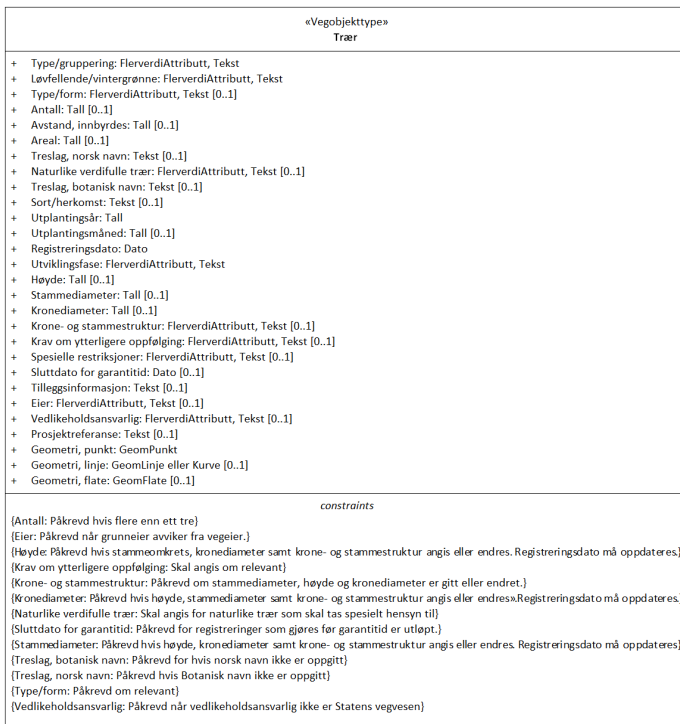 «Vegobjekttype»
Trær
+ Type/gruppering: FlerverdiAttributt, Tekst
+ Løvfellende/vintergrønne: FlerverdiAttributt, Tekst
+ Type/form: FlerverdiAttributt, Tekst [0..1]
+ Antall: Tall [0..1]
+ Avstand, innbyrdes: Tall [0..1]
+ Areal: Tall [0..1]
+ Treslag, norsk navn: Tekst [0..1]
+ Naturlike verdifulle trær: FlerverdiAttributt, Tekst [0..1]
+ Treslag, botanisk navn: Tekst [0..1]
+ Sort/herkomst: Tekst [0..1]
+ Utplantingsår: Tall
+ Utplantingsmåned: Tall [0..1]
+ Registreringsdato: Dato
+ Utviklingsfase: FlerverdiAttributt, Tekst
+ Høyde: Tall [0..1]
+ Stammediameter: Tall [0..1]
+ Kronediameter: Tall [0..1]
+ Krone- og stammestruktur: FlerverdiAttributt, Tekst [0..1]
+ Krav om ytterligere oppfølging: FlerverdiAttributt, Tekst [0..1]
+ Spesielle restriksjoner: FlerverdiAttributt, Tekst [0..1]
+ Sluttdato for garantitid: Dato [0..1]
+ Tilleggsinformasjon: Tekst [0..1]
+ Eier: FlerverdiAttributt, Tekst [0..1]
+ Vedlikeholdsansvarlig: FlerverdiAttributt, Tekst [0..1]
+ Prosjektreferanse: Tekst [0..1]
+ Geometri, punkt: GeomPunkt
+ Geometri, linje: GeomLinje eller Kurve [0..1]
+ Geometri, flate: GeomFlate [0..1]
constraints
{Antall: Påkrevd hvis flere enn ett tre}
{Eier: Påkrevd når grunneier avviker fra vegeier.}
{Høyde: Påkrevd hvis stammeomkrets, kronediameter samt krone- og stammestruktur angis eller endres. Registreringsdato må oppdateres.}
{Krav om ytterligere oppfølging: Skal angis om relevant}
{Krone- og stammestruktur: Påkrevd om stammediameter, høyde og kronediameter er gitt eller endret.}
{Kronediameter: Påkrevd hvis høyde, stammediameter samt krone- og stammestruktur angis eller endres».Registreringsdato må oppdateres.}
{Naturlike verdifulle trær: Skal angis for naturlike trær som skal tas spesielt hensyn til}
{Sluttdato for garantitid: Påkrevd for registreringer som gjøres før garantitid er utløpt.}
{Stammediameter: Påkrevd hvis høyde, kronediameter samt krone- og stammestruktur angis eller endres. Registreringsdato må oppdateres}
{Treslag, botanisk navn: Påkrevd for hvis norsk navn ikke er oppgitt}
{Treslag, norsk navn: Påkrevd hvis Botanisk navn ikke er oppgitt}
{Type/form: Påkrevd om relevant}
{Vedlikeholdsansvarlig: Påkrevd når vedlikeholdsansvarlig ikke er Statens vegvesen}